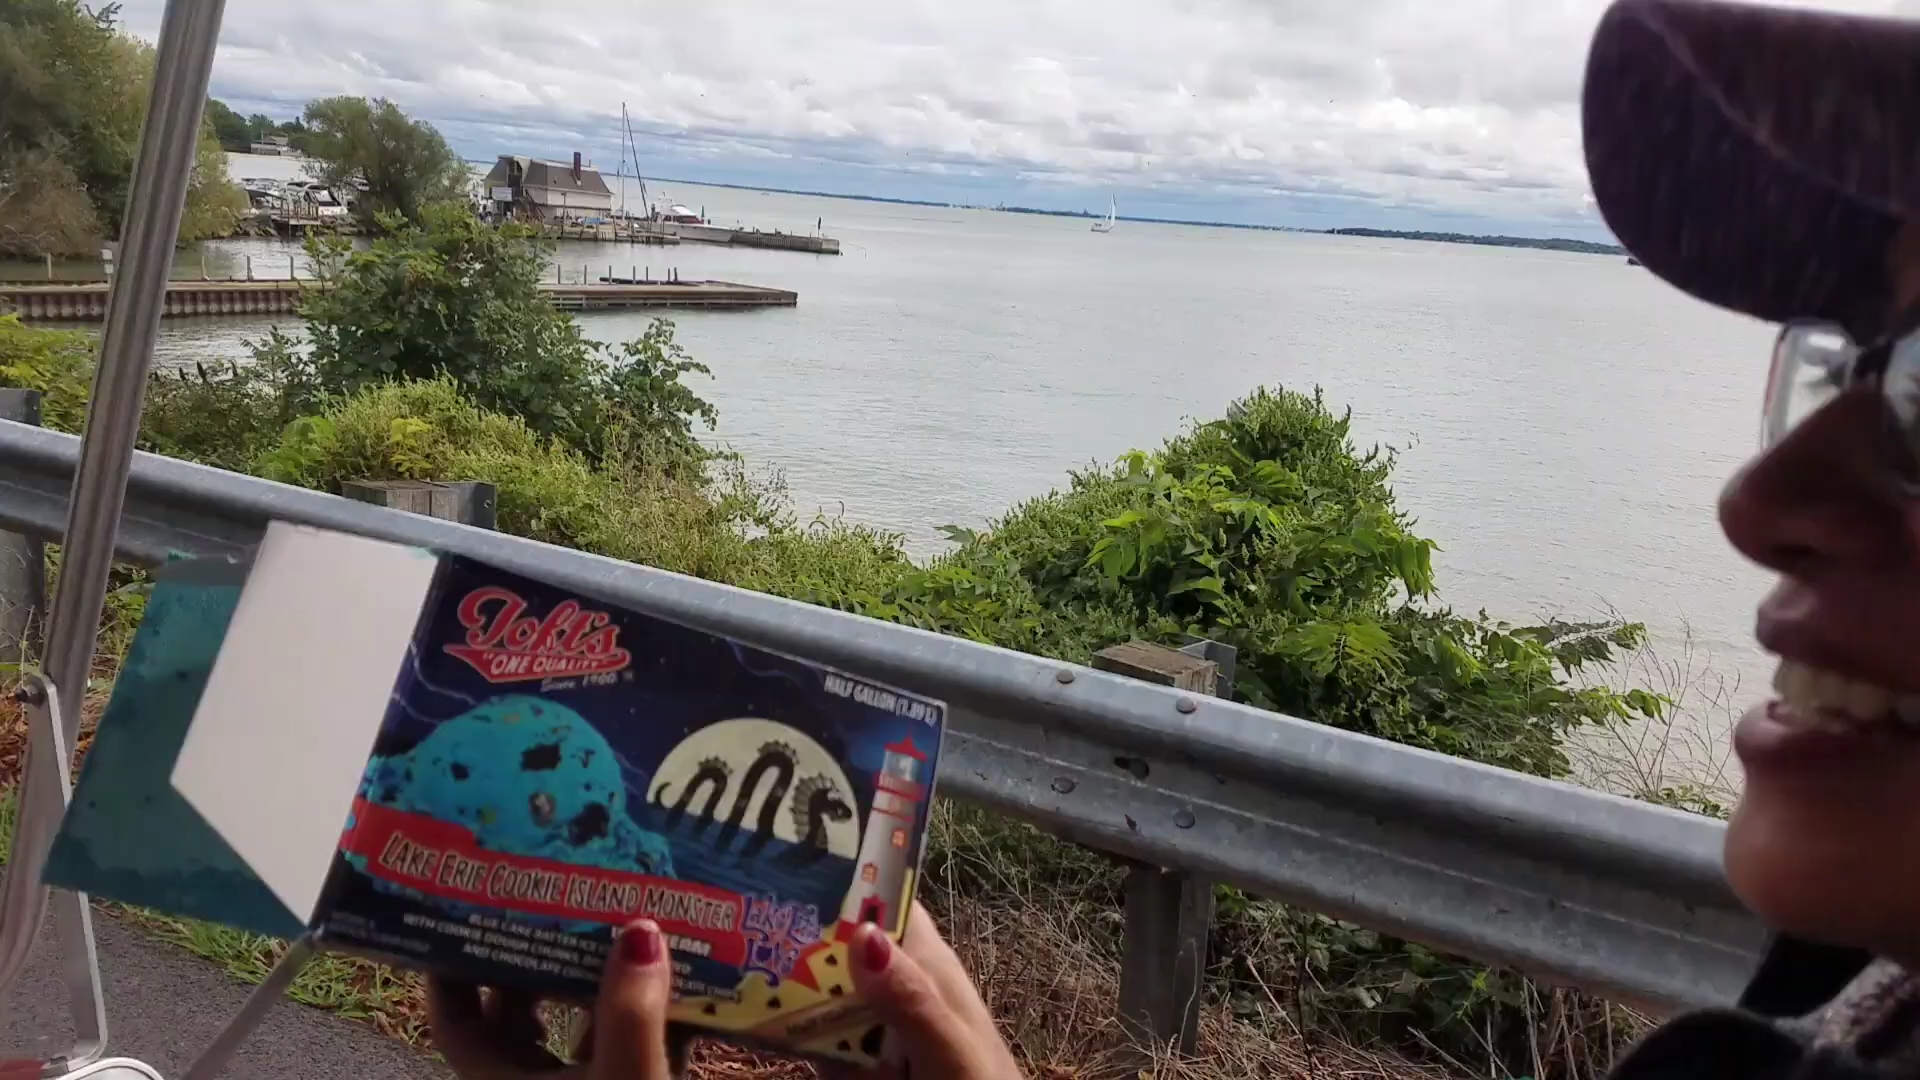 Toft's
"ONE QUALITY"
Since 1900
HALF GALLON (1.89 L)
LAKE ERIE COOKIE ISLAND MONSTER
BLUE CAKE BATTER ICE
WITH COOKIE DOUGH CHUNKS,
AND CHOCOLATE